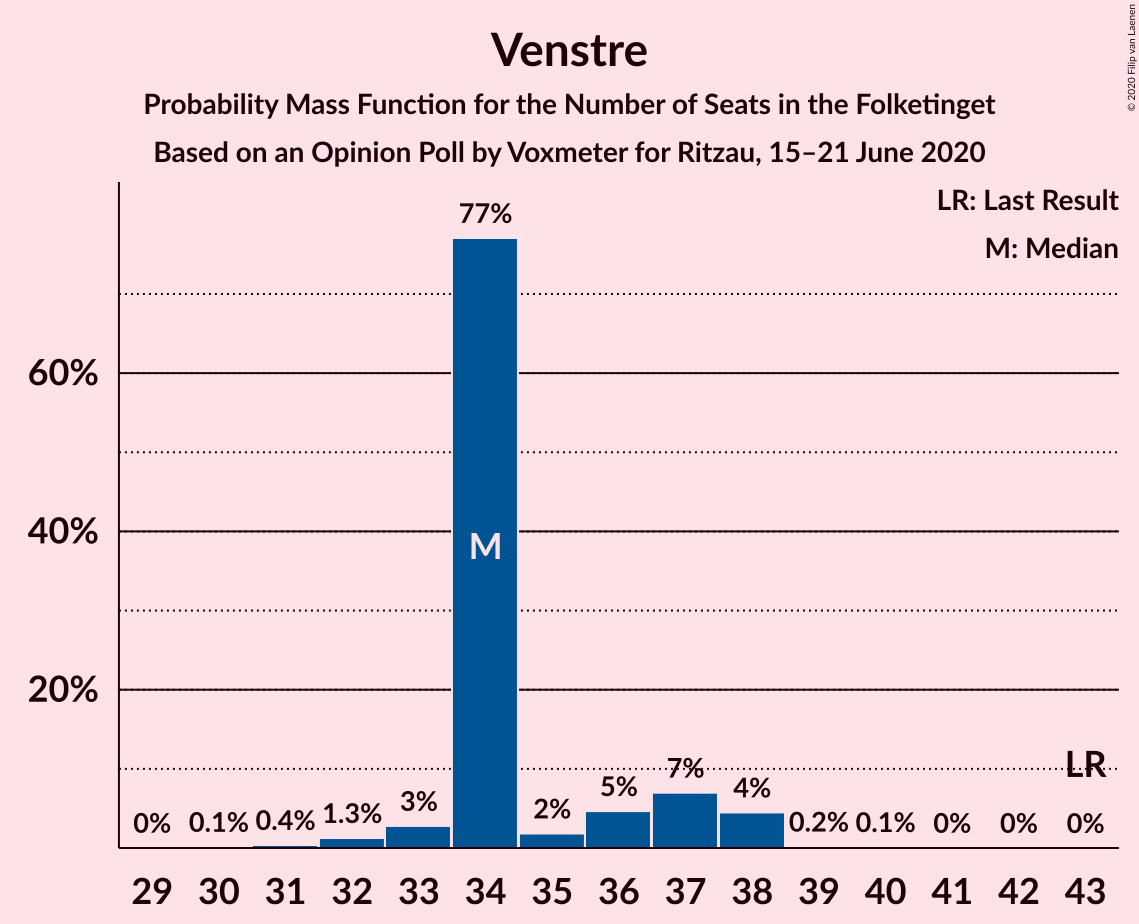 Venstre
Probability Mass Function for the Number of Seats in the Folketinget
Based on an Opinion Poll by Voxmeter for Ritzau, 15–21 June 2020
© 2020 Filip van Laenen
LR: Last Result
M: Median
77%
60%
40%
M
20%
LR
0% 0.1% 0.4% 1.3% 3% 2% 5% 7% 4% 0.2% 0.1% 0% 0% 0%
29 30 31 32 33 34 35 36 37 38 39 40 41 42 43